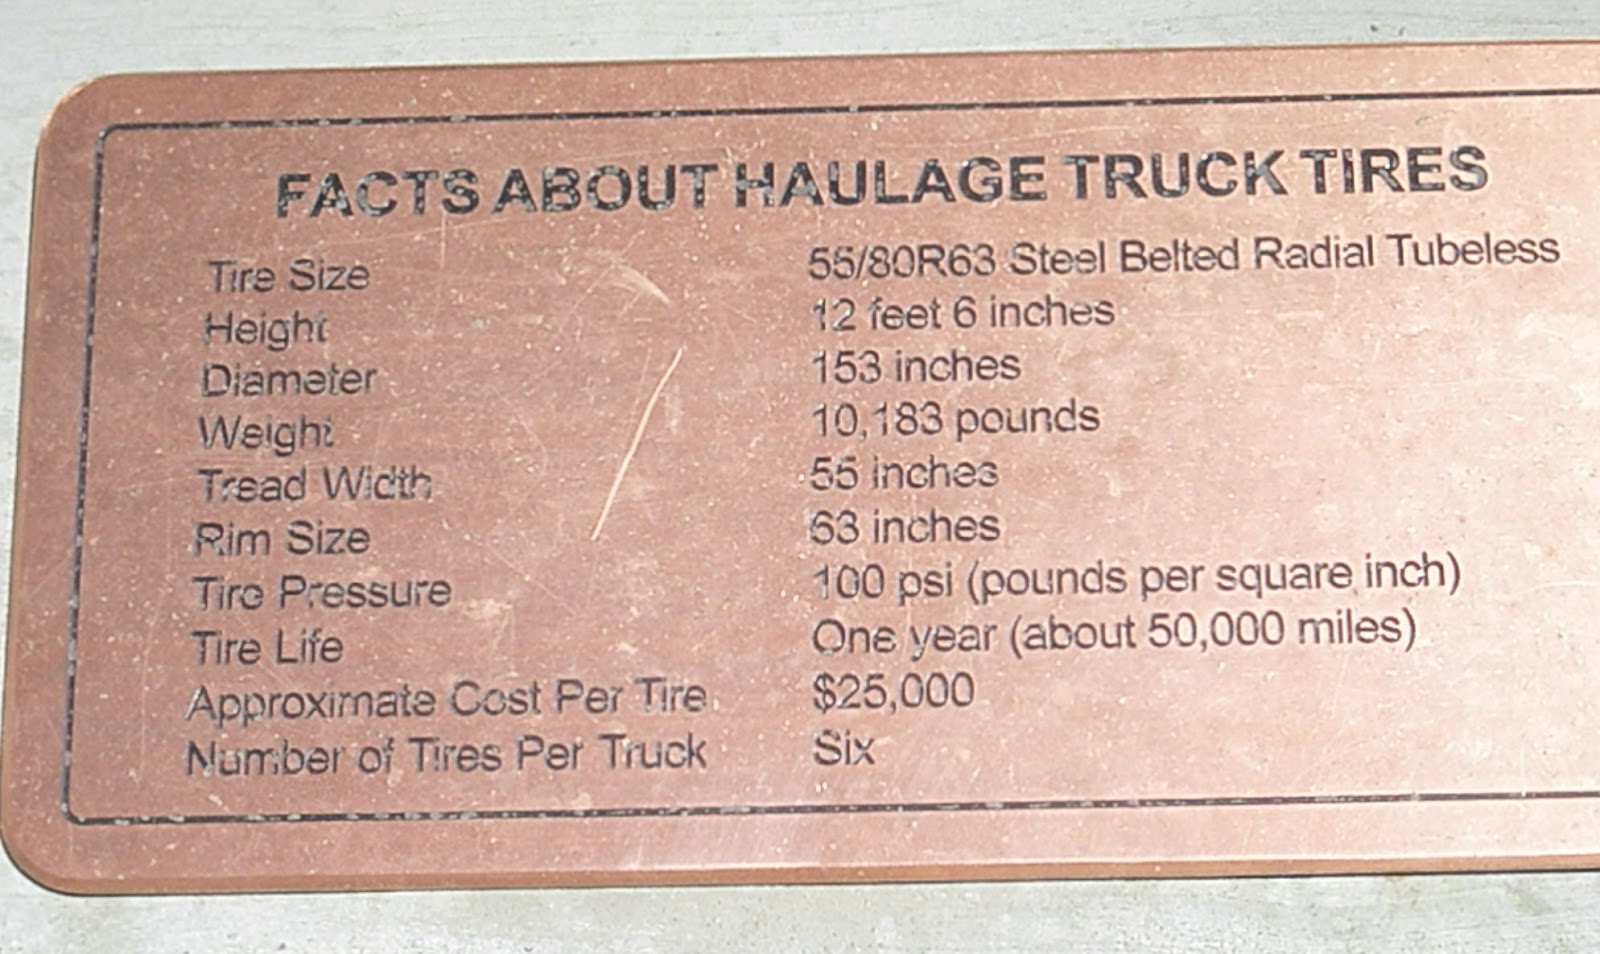 FACTS ABOUT HAULAGE TRUCK TIRES
Tire Size 55/80R63 Steel Belted Radial Tubeless
Height 12 feet 6 inches
Diameter 153 inches
Weight 10,183 pounds
Tread Width 55 inches
Rim Size 63 inches
Tire Pressure 100 psi (pounds per square inch)
Tire Life One year (about 50,000 miles)
Approximate Cost Per Tire $25,000
Number of Tires Per Truck Six